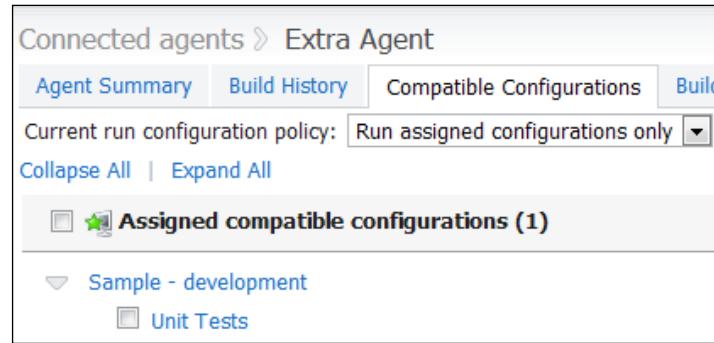 Connected agents » Extra Agent
Agent Summary Build History Compatible Configurations Build
Current run configuration policy: Run assigned configurations only
Collapse All | Expand All
Assigned compatible configurations (1)
Sample - development
Unit Tests